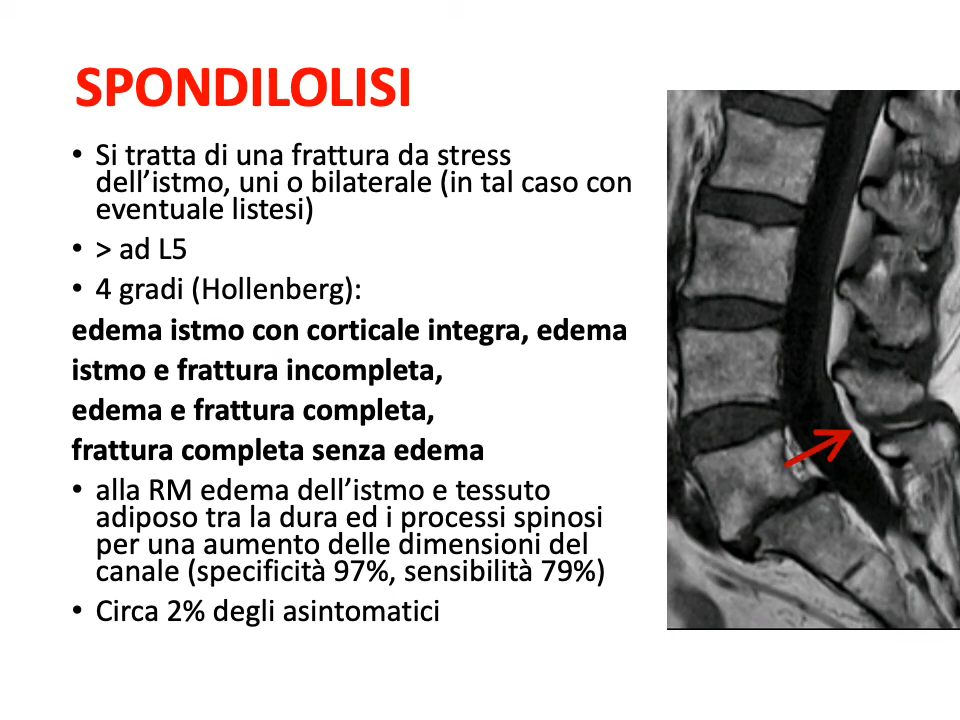 SPONDILOLISI
• Si tratta di una frattura da stress
dell’istmo, uni o bilaterale (in tal caso con
eventuale listesi)
• > ad L5
• 4 gradi (Hollenberg):
edema istmo con corticale integra, edema
istmo e frattura incompleta,
edema e frattura completa,
frattura completa senza edema
• alla RM edema dell’istmo e tessuto
adiposo tra la dura ed i processi spinosi
per una aumento delle dimensioni del
canale (specificità 97%, sensibilità 79%)
• Circa 2% degli asintomatici